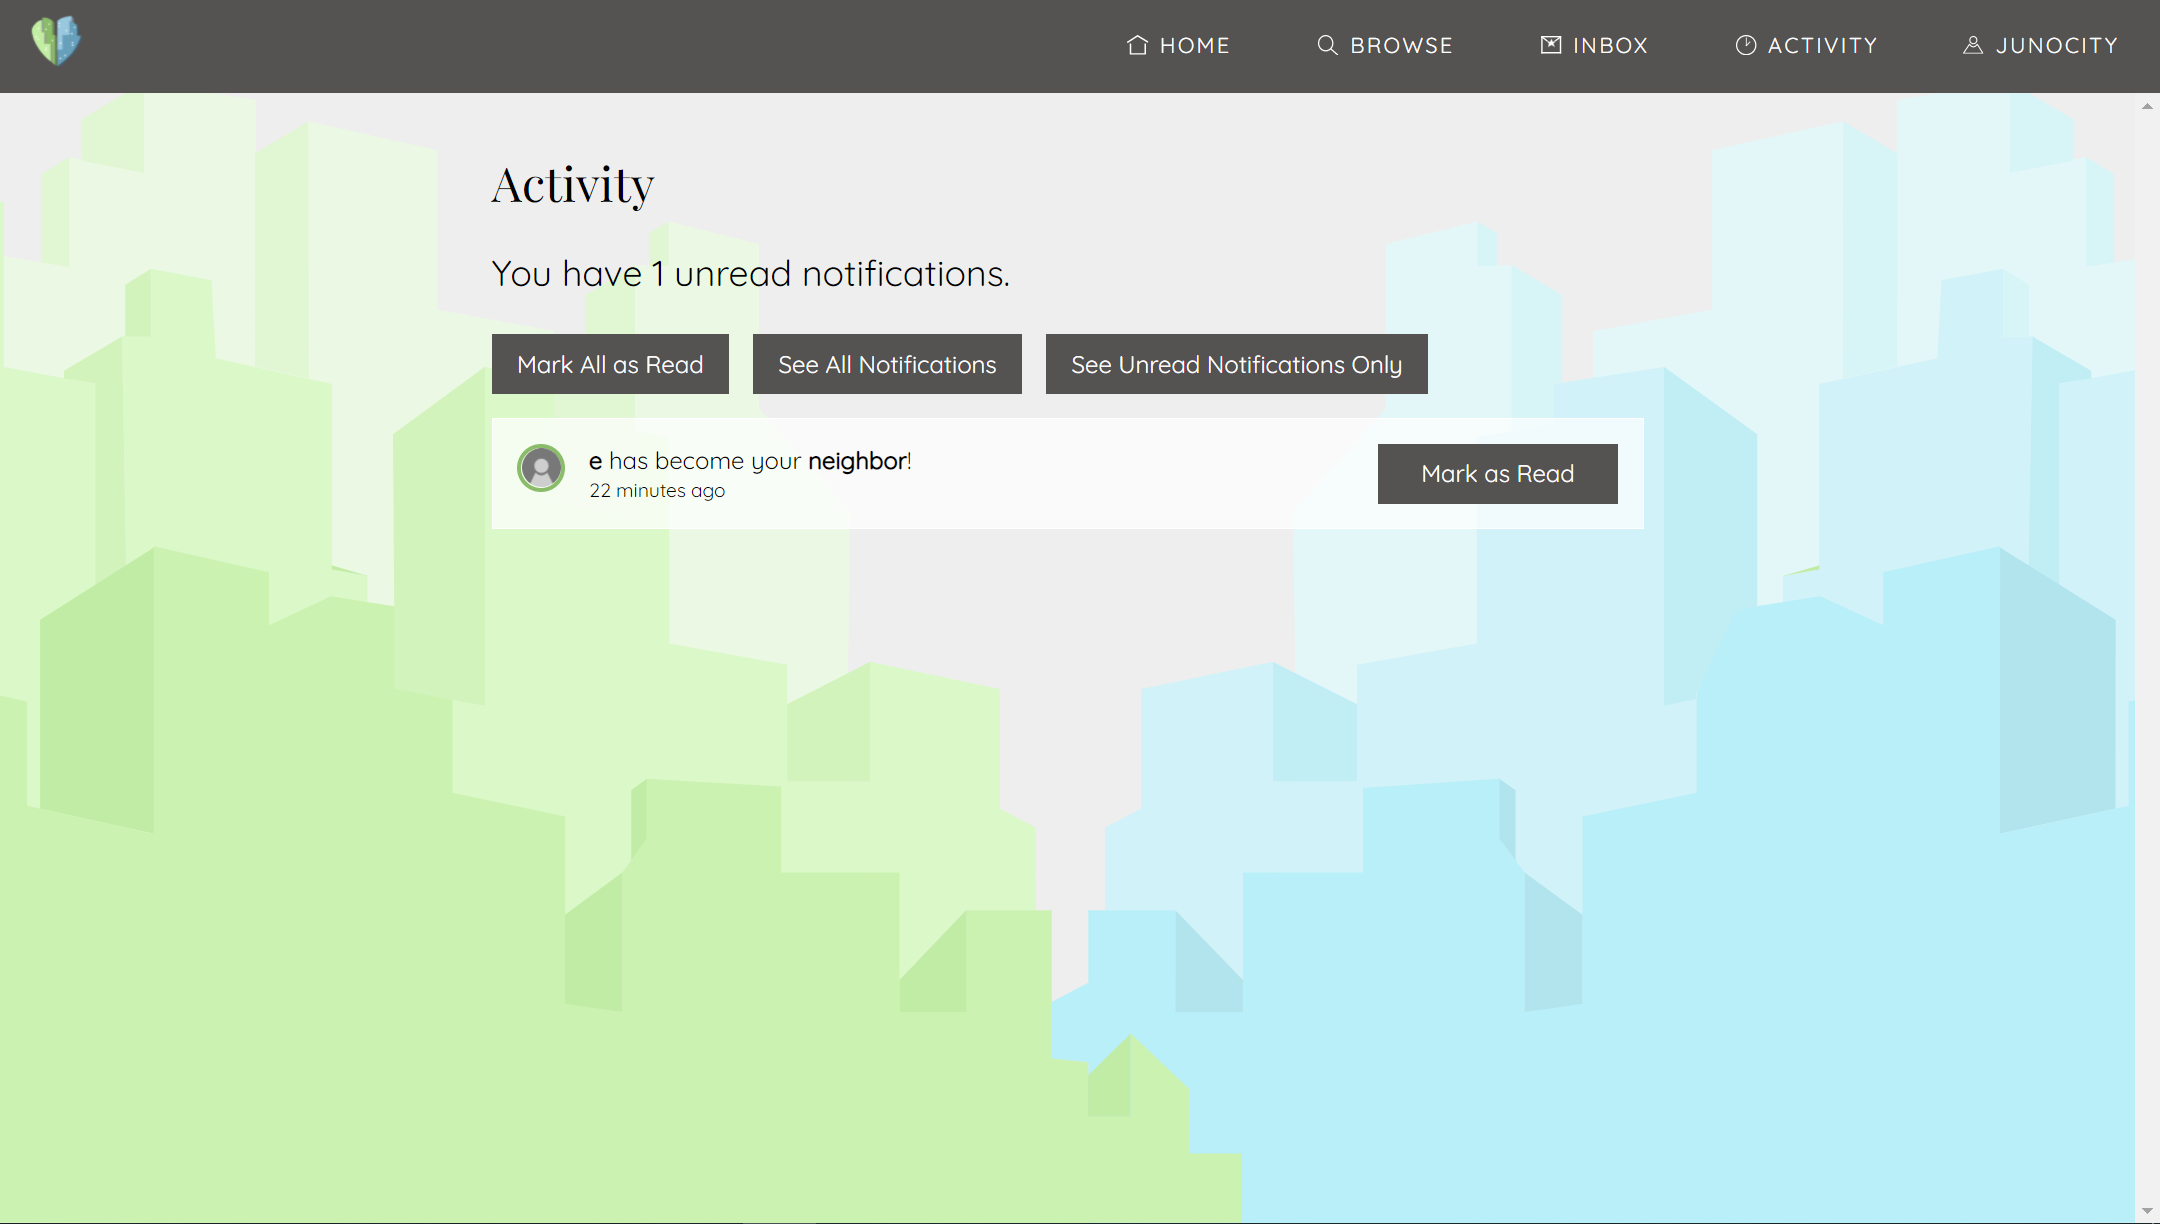 HOME BROWSE INBOX ACTIVITY JUNOCITY
Activity
You have 1 unread notifications.
Mark All as Read See All Notifications See Unread Notifications Only
e has become your neighbor!
22 minutes ago
Mark as Read